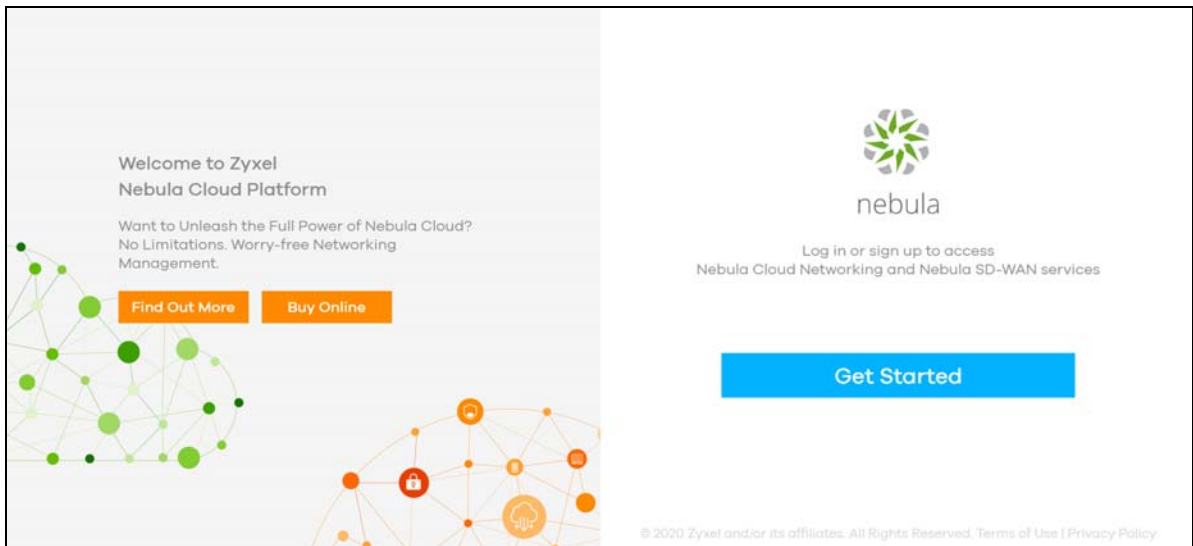 Welcome to Zyxel
Nebula Cloud Platform
Want to Unleash the Full Power of Nebula Cloud?
No Limitations. Worry-free Networking
Management.
Find Out More
Buy Online
nebula
Log in or sign up to access
Nebula Cloud Networking and Nebula SD-WAN services
Get Started
© 2020 Zyxel and/or its affiliates. All Rights Reserved. Terms of Use | Privacy Policy